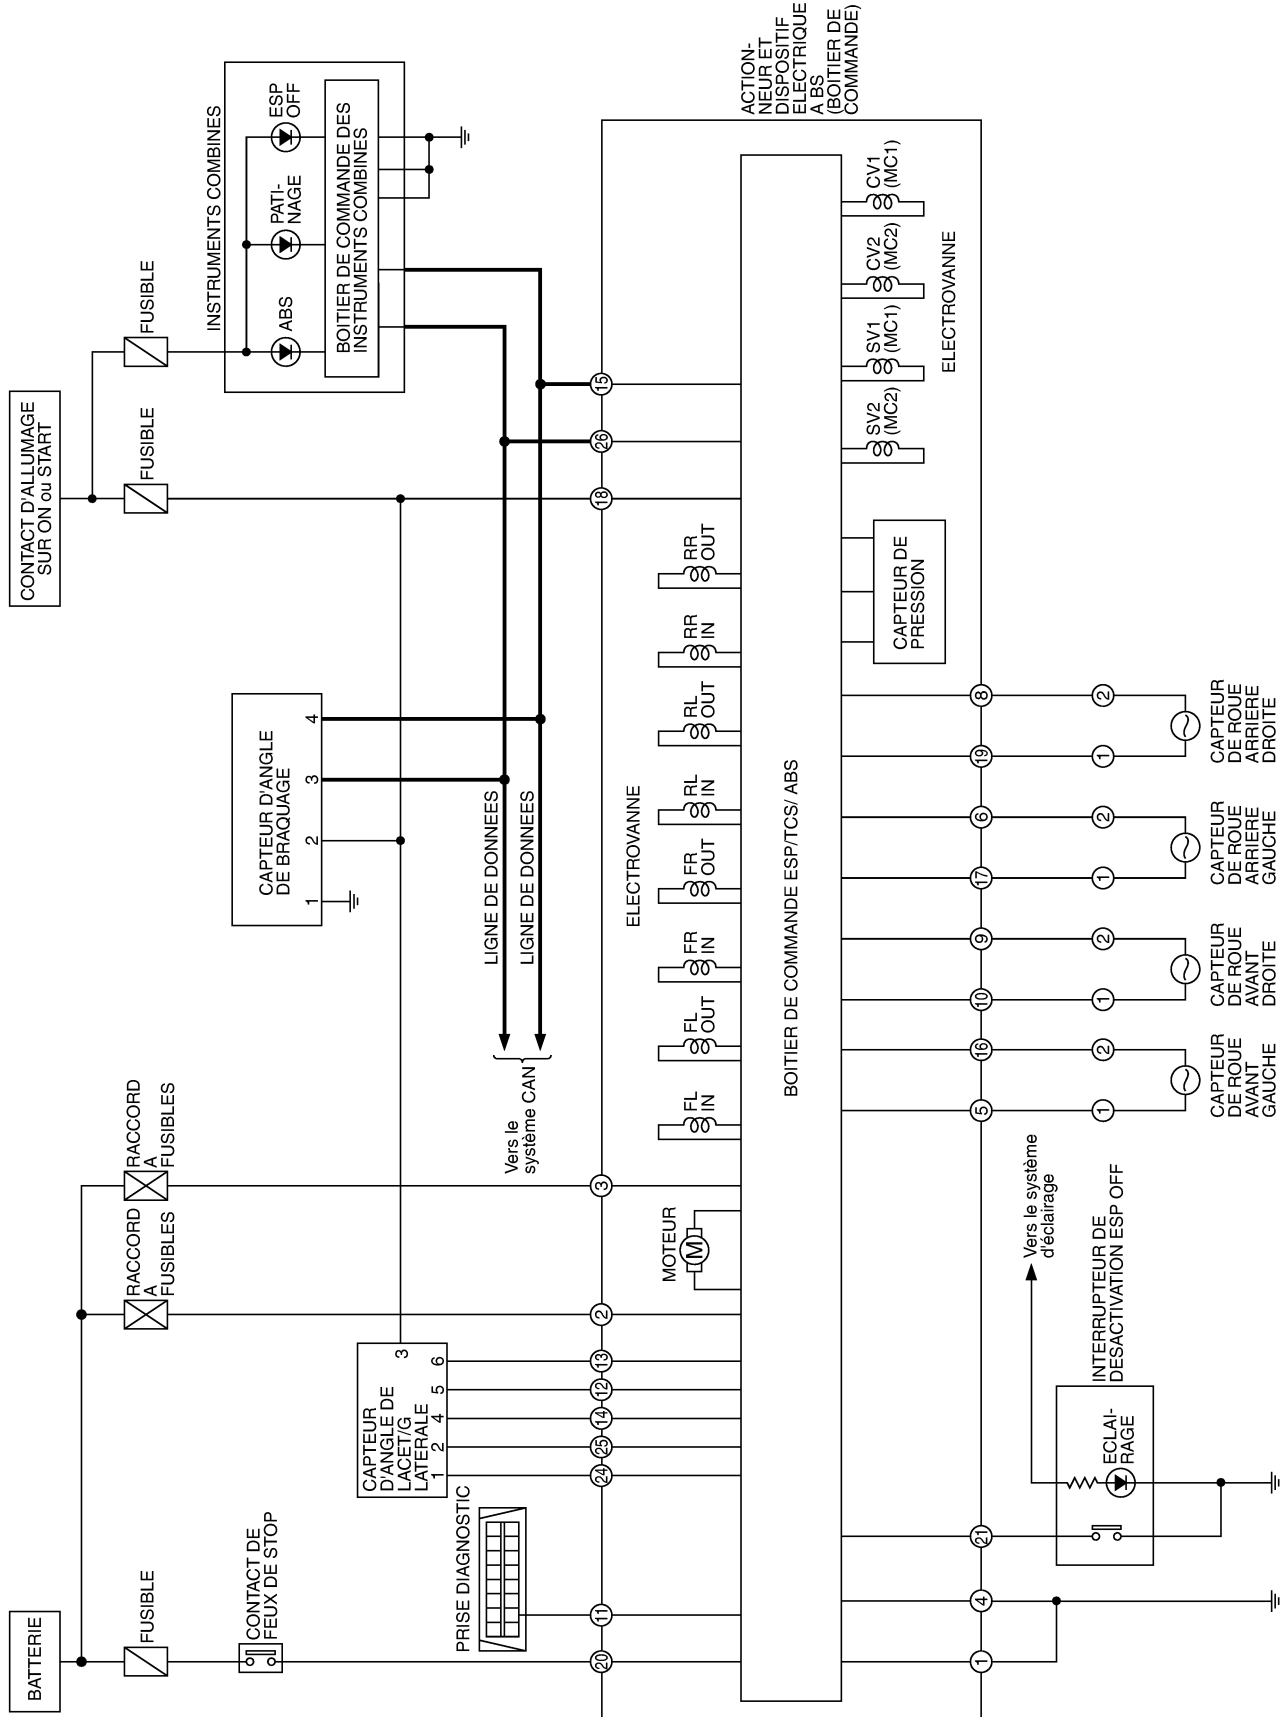 BATTERIE
FUSIBLE
CONTACT DE
FEUX DE STOP
PRISE DIAGNOSTIC
RACCORD
A
FUSIBLES
RACCORD
A
FUSIBLES
CONTACT D'ALLUMAGE
SUR ON ou START
FUSIBLE
FUSIBLE
INSTRUMENTS COMBINES
ABS
PATI-
NAGE
ESP
OFF
BOITIER DE COMMANDE DES
INSTRUMENTS COMBINES
CAPTEUR D'ANGLE
DE BRAQUAGE
1
2
3
4
CAPTEUR
D'ANGLE DE
LACET/G
LATERALE
3
1
2
4
5
6
LIGNE DE DONNEES
LIGNE DE DONNEES
Vers le
système CAN
20
11
24
25
14
12
13
2
3
18
26
15
ACTION-
NEUR ET
DISPOSITIF
ELECTRIQUE
A BS
(BOITIER DE
COMMANDE)
MOTEUR
M
ELECTROVANNE
FL
IN
FL
OUT
FR
IN
FR
OUT
RL
IN
RL
OUT
RR
IN
RR
OUT
BOITIER DE COMMANDE ESP/TCS/ ABS
CAPTEUR DE
PRESSION
SV2
(MC2)
SV1
(MC1)
CV2
(MC2)
CV1
(MC1)
ELECTROVANNE
1
4
21
5
16
10
9
17
6
19
8
1
2
1
2
1
2
1
2
Vers le système
d'éclairage
INTERRUPTEUR DE
DESACTIVATION ESP OFF
ECLAI-
RAGE
CAPTEUR
DE ROUE
AVANT
GAUCHE
CAPTEUR
DE ROUE
AVANT
DROITE
CAPTEUR
DE ROUE
ARRIERE
GAUCHE
CAPTEUR
DE ROUE
ARRIERE
DROITE